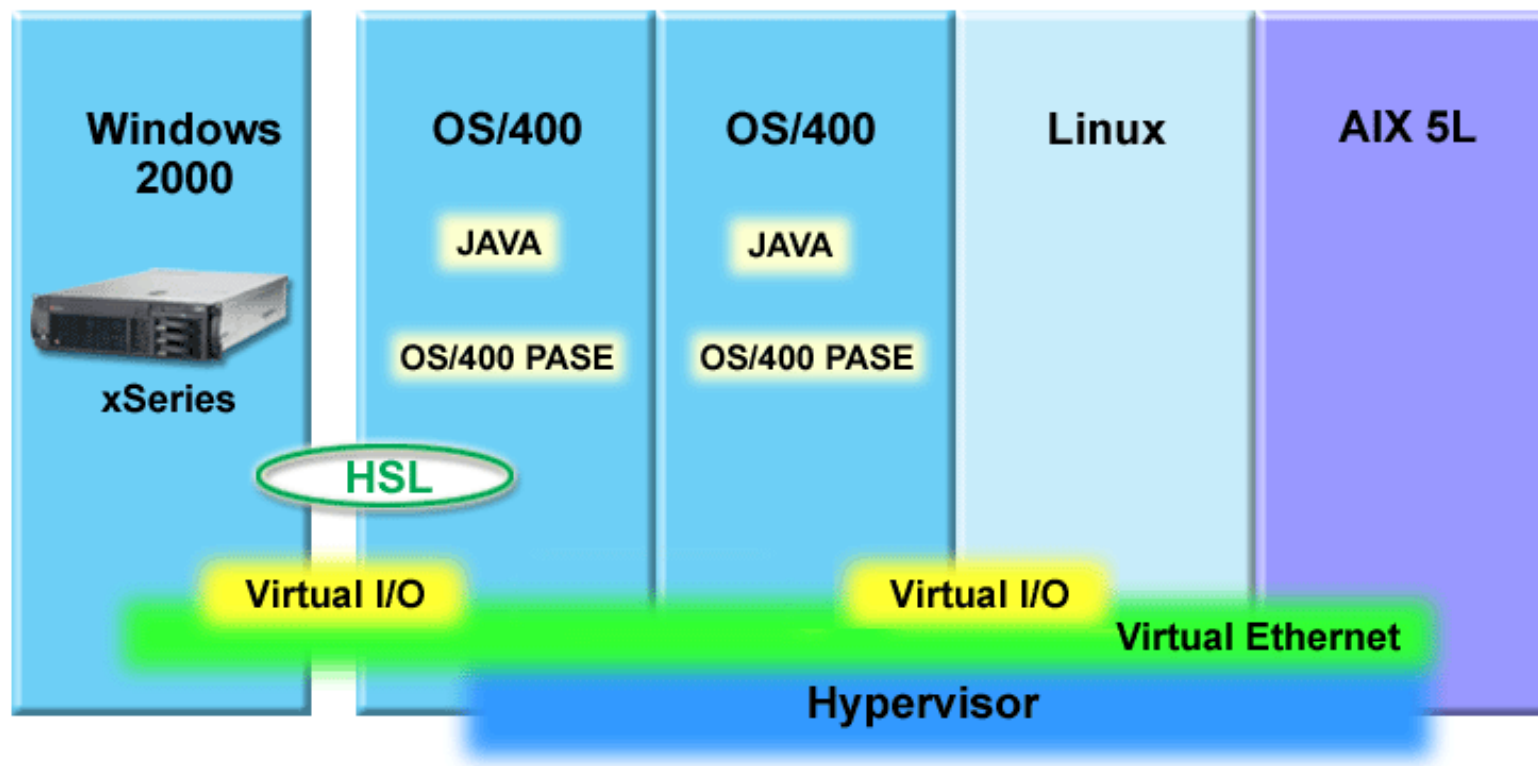 Windows
2000
xSeries
OS/400
JAVA
OS/400 PASE
OS/400
JAVA
OS/400 PASE
Linux
AIX 5L
HSL
Virtual I/O
Virtual I/O
Virtual Ethernet
Hypervisor